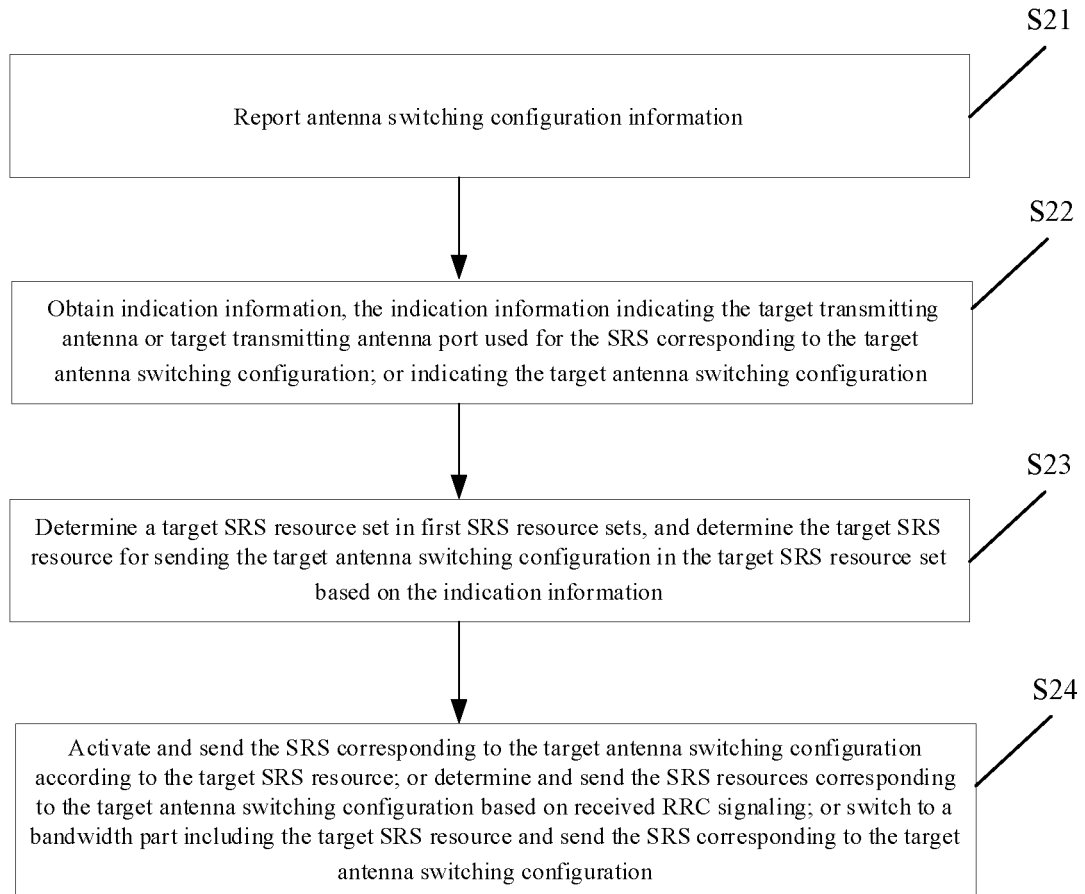 S21
Report antenna switching configuration information
S22
Obtain indication information, the indication information indicating the target transmitting
antenna or target transmitting antenna port used for the SRS corresponding to the target
antenna switching configuration; or indicating the target antenna switching configuration
S23
Determine a target SRS resource set in first SRS resource sets, and determine the target SRS
resource for sending the target antenna switching configuration in the target SRS resource set
based on the indication information
S24
Activate and send the SRS corresponding to the target antenna switching configuration
according to the target SRS resource; or determine and send the SRS resources corresponding
to the target antenna switching configuration based on received RRC signaling; or switch to a
bandwidth part including the target SRS resource and send the SRS corresponding to the target
antenna switching configuration